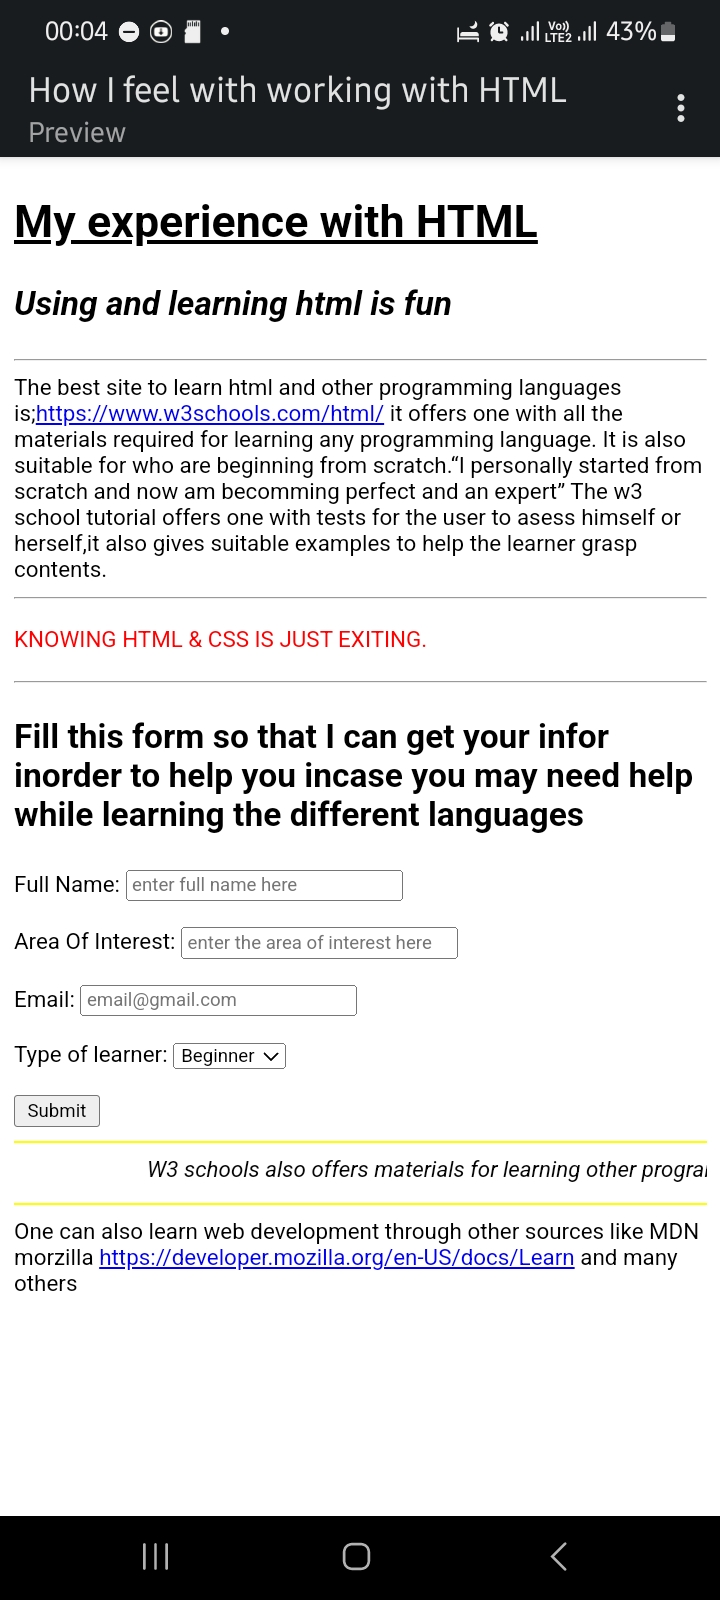 00:04 Vo)) LTE2 43%
How I feel with working with HTML
Preview
My experience with HTML
Using and learning html is fun
The best site to learn html and other programming languages
is;https://www.w3schools.com/html/ it offers one with all the
materials required for learning any programming language. It is also
suitable for who are beginning from scratch.“I personally started from
scratch and now am becomming perfect and an expert” The w3
school tutorial offers one with tests for the user to asess himself or
herself,it also gives suitable examples to help the learner grasp
contents.
KNOWING HTML & CSS IS JUST EXITING.
Fill this form so that I can get your infor
inorder to help you incase you may need help
while learning the different languages
Full Name: enter full name here
Area Of Interest: enter the area of interest here
Email: email@gmail.com
Type of learner: Beginner
Submit
W3 schools also offers materials for learning other
One can also learn web development through other sources like MDN
morzilla https://developer.mozilla.org/en-US/docs/Learn and many
others